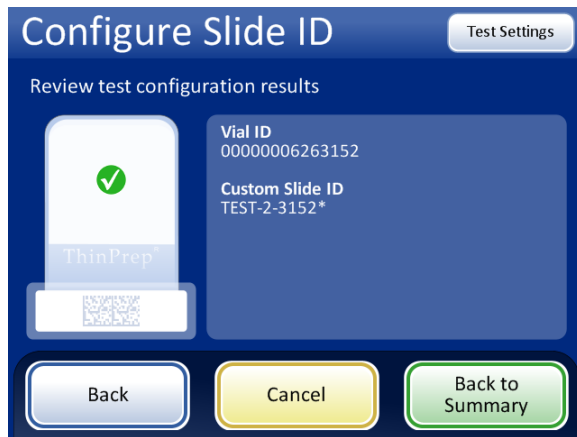 Configure Slide ID
Test Settings
Review test configuration results
Vial ID
00000006263152
Custom Slide ID
TEST-2-3152*
ThinPrep®
Back
Cancel
Back to
Summary